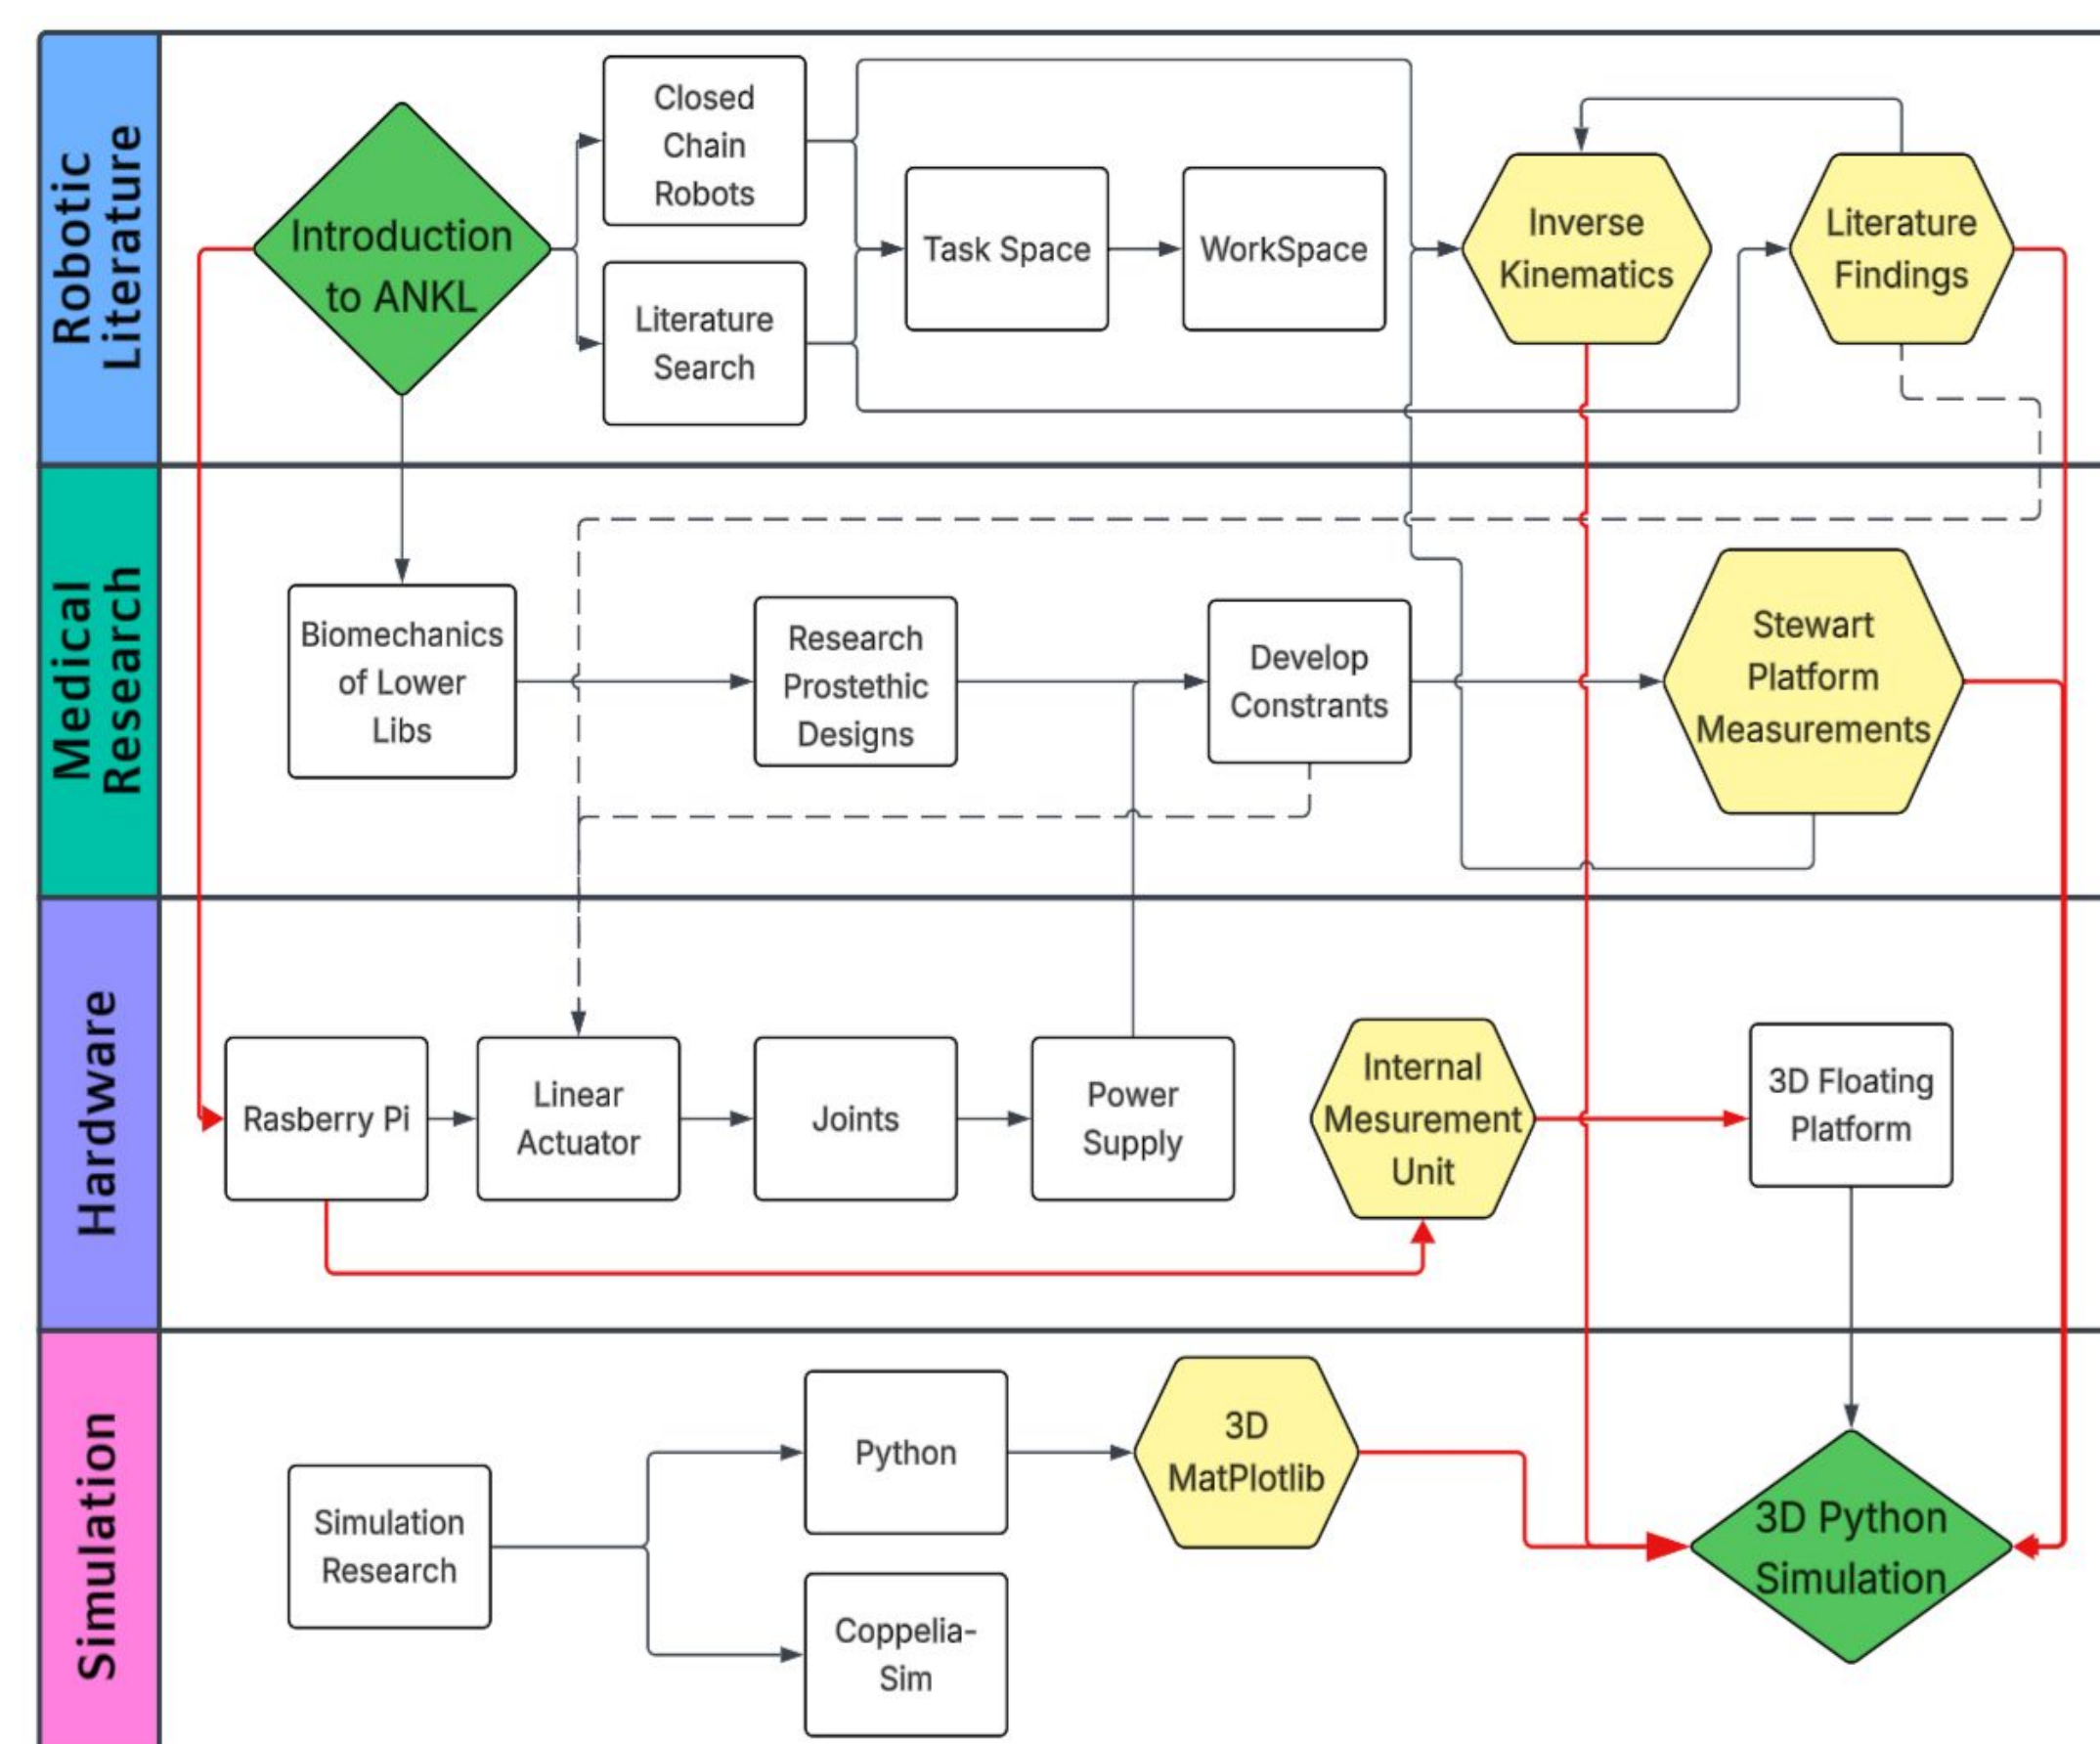 Robotic
Literature
Introduction
to ANKL
Closed
Chain
Robots
Literature
Search
Task Space
WorkSpace
Inverse
Kinematics
Literature
Findings
Medical
Research
Biomechanics
of Lower
Libs
Research
Prostethic
Designs
Develop
Constrants
Stewart
Platform
Measurements
Hardware
Rasberry Pi
Linear
Actuator
Joints
Power
Supply
Internal
Mesurement
Unit
3D Floating
Platform
Simulation
Simulation
Research
Python
Coppelia-
Sim
3D
MatPlotlib
3D Python
Simulation